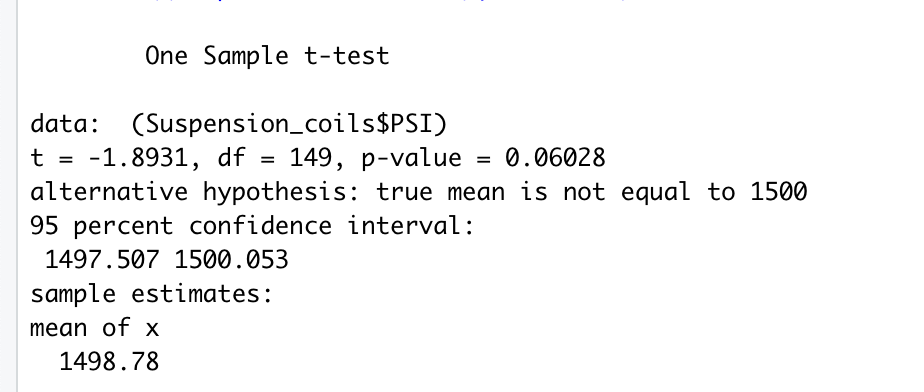 One Sample t-test
data:  (Suspension_coils$PSI)
t = -1.8931, df = 149, p-value = 0.06028
alternative hypothesis: true mean is not equal to 1500
95 percent confidence interval:
1497.507 1500.053
sample estimates:
mean of x
1498.78